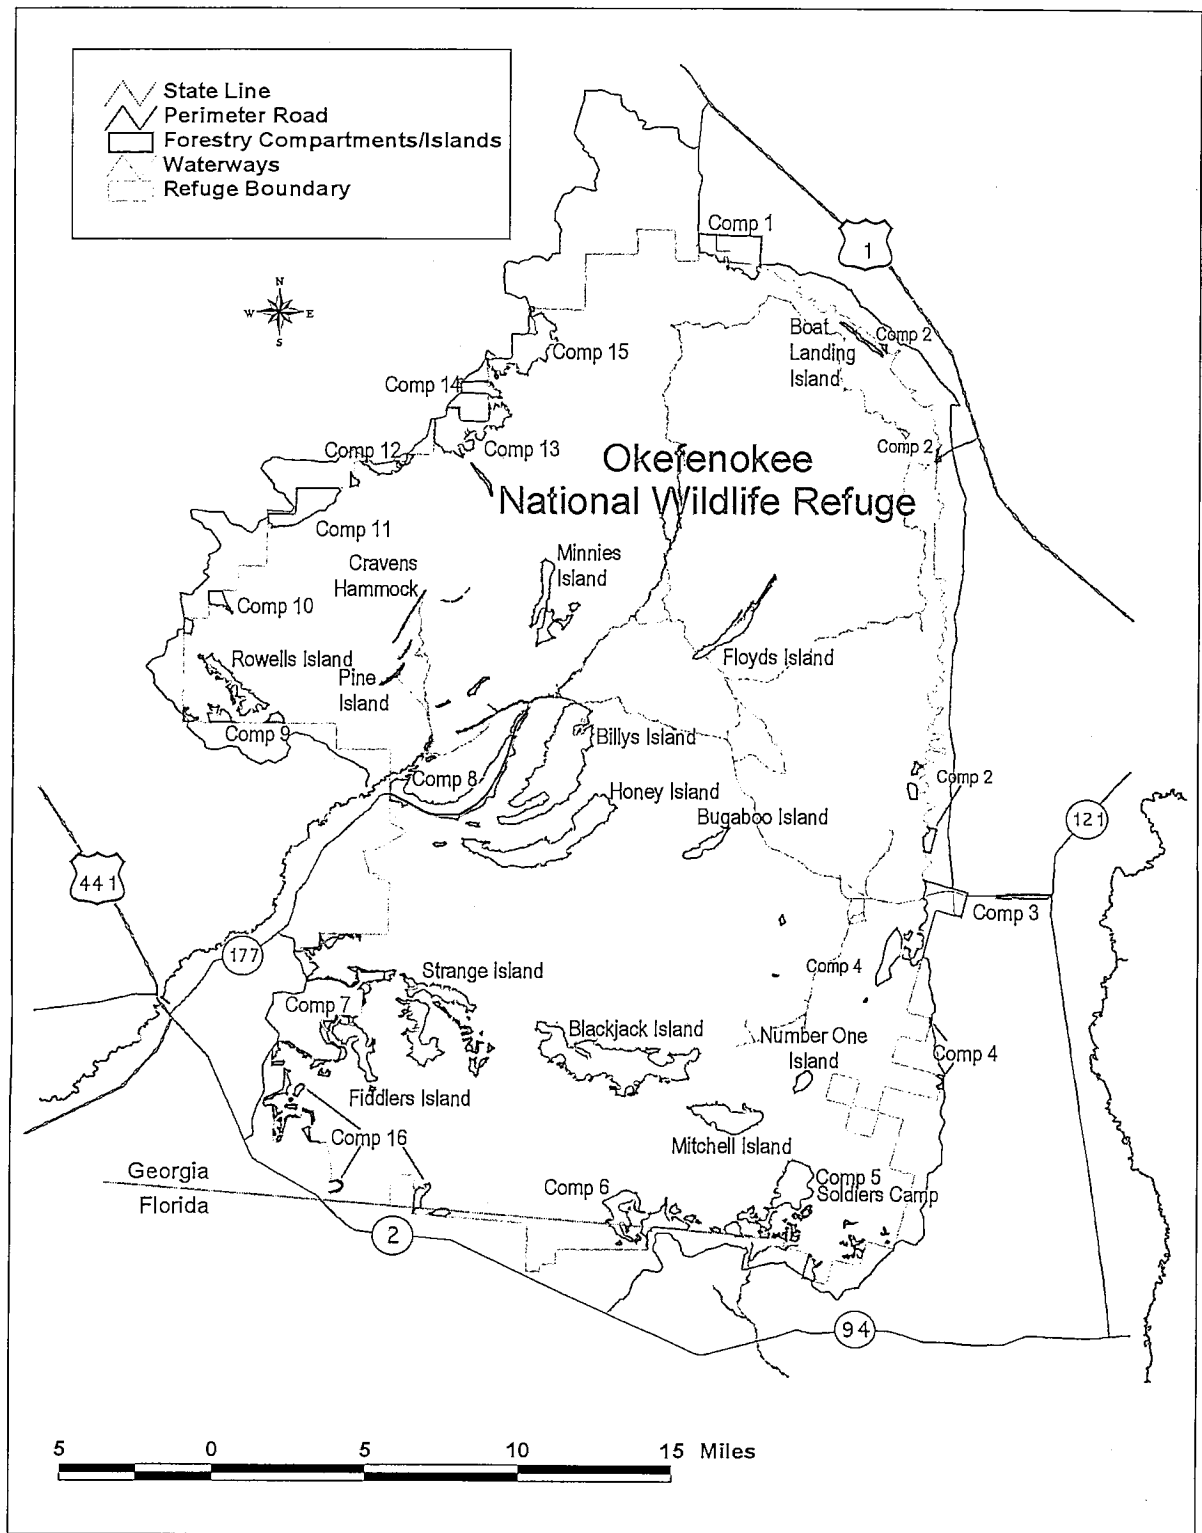 State Line
Perimeter Road
Forestry Compartments/Islands
Waterways
Refuge Boundary
N
W E
S
Comp 1
1
Boat
Landing
Island
Comp 2
Comp 15
Comp 14
Comp 12
Comp 13
Comp 2
Okefenokee
National Wildlife Refuge
Comp 11
Cravens
Hammock
Minnies
Island
Comp 10
Rowells Island
Pine
Island
Floyds Island
Comp 9
Billys Island
Comp 8
Comp 2
Honey Island
Bugaboo Island
121
441
Comp 3
177
Comp 4
Strange Island
Comp 7
Blackjack Island
Number One
Island
Comp 4
Fiddlers Island
Comp 16
Mitchell Island
Georgia
Florida
Comp 6
Comp 5
Soldiers Camp
2
94
5 0 5 10 15 Miles